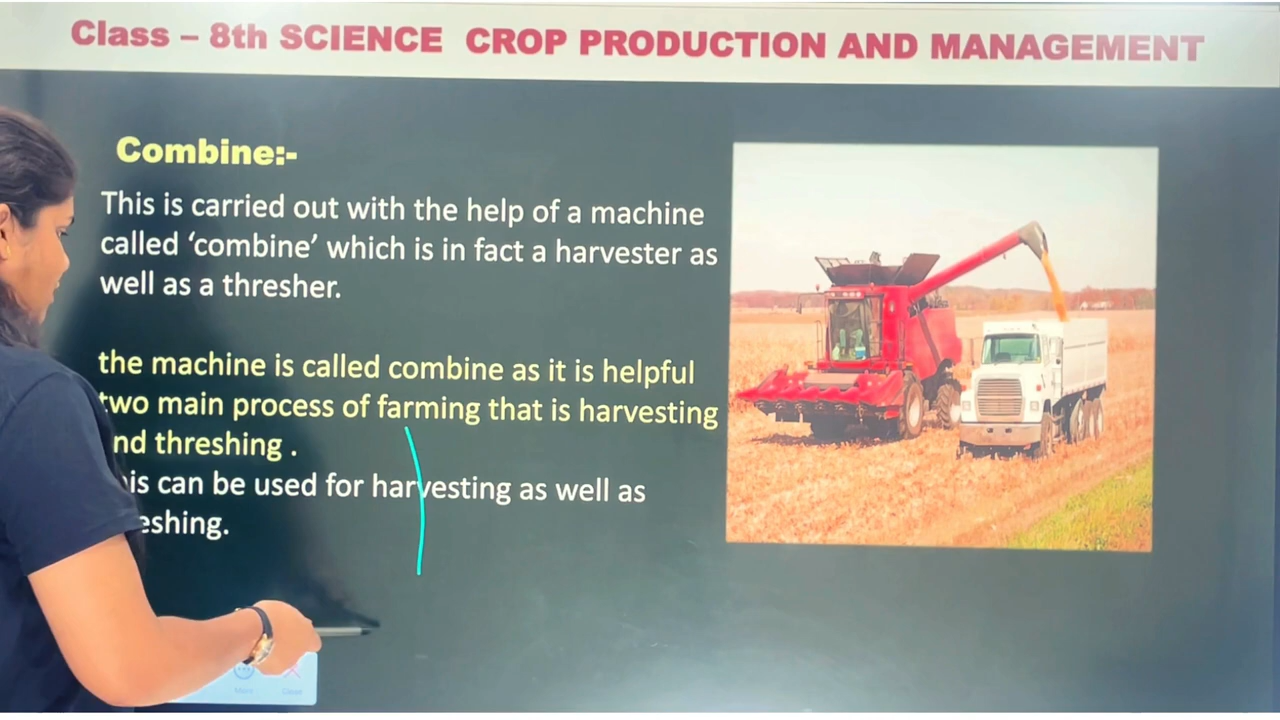 Class – 8th SCIENCE CROP PRODUCTION AND MANAGEMENT
Combine:-
This is carried out with the help of a machine
called ‘combine’ which is in fact a harvester as
well as a thresher.
the machine is called combine as it is helpful
two main process of farming that is harvesting
nd threshing .
is can be used for harvesting as well as
eshing.